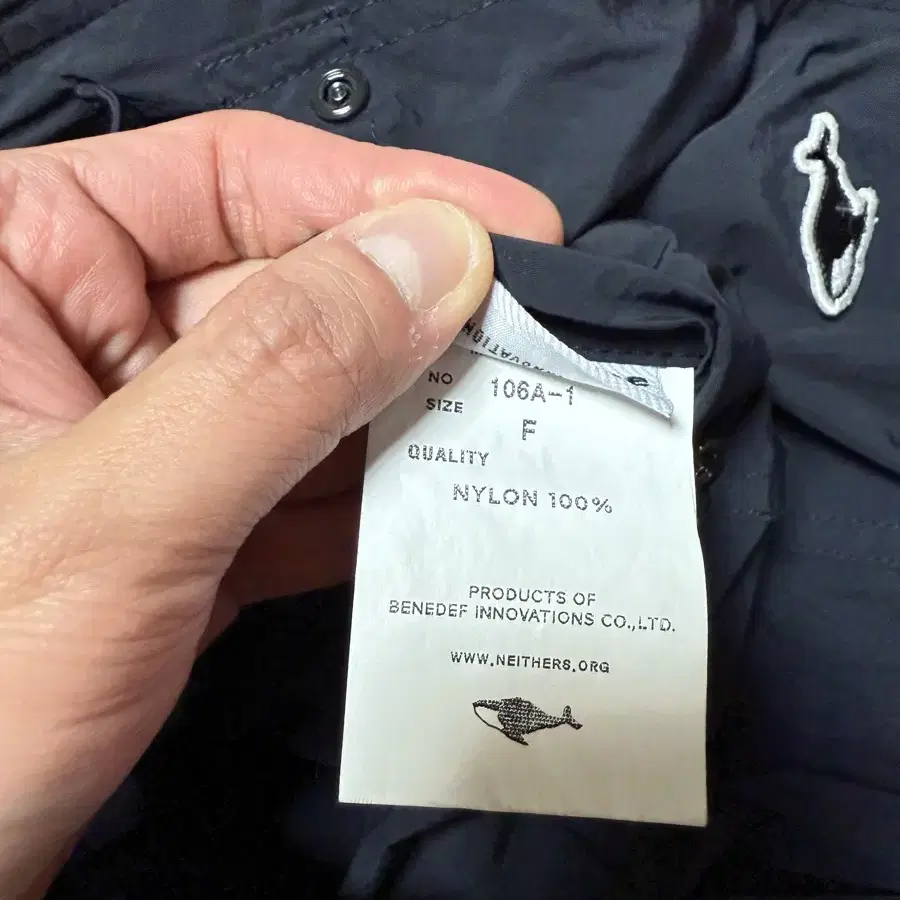 NO 106A-1
SIZE F
QUALITY
NYLON 100%
PRODUCTS OF
BENEDEF INNOVATIONS CO.,LTD.
WWW.NEITHERS.ORG